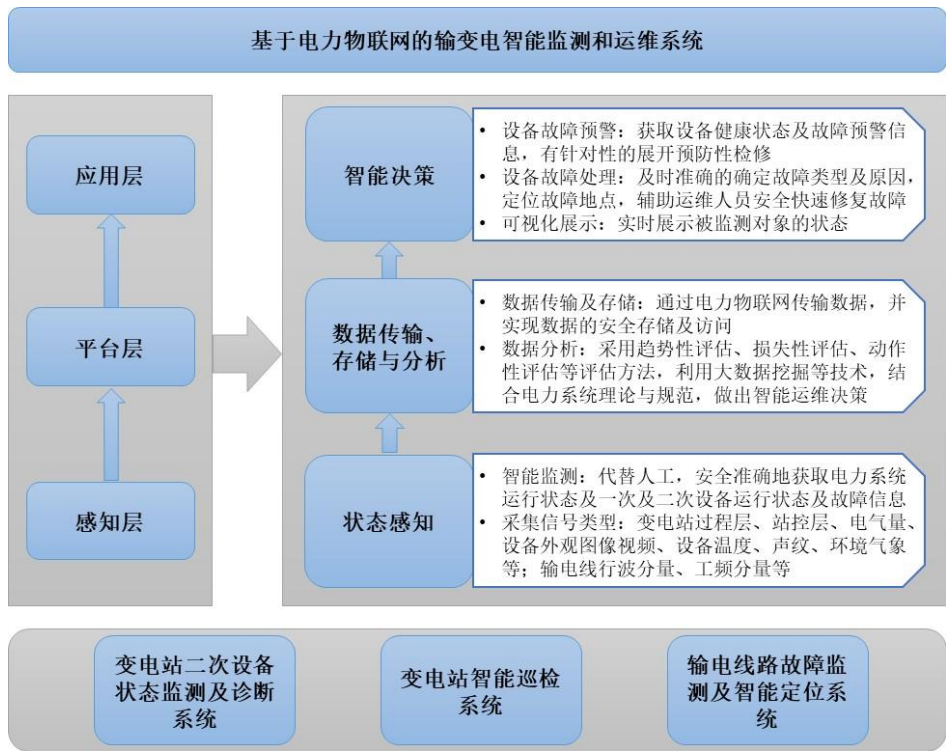 基于电力物联网的输变电智能监测和运维系统
应用层
平台层
感知层
智能决策
• 设备故障预警：获取设备健康状态及故障预警信
息，有针对性的展开预防性检修
• 设备故障处理：及时准确的确定故障类型及原因，
定位故障地点，辅助运维人员安全快速修复故障
• 可视化展示：实时展示被监测对象的状态
数据传输、
存储与分析
• 数据传输及存储：通过电力物联网传输数据，并
实现数据的安全存储及访问
• 数据分析：采用趋势性评估、损失性评估、动作
性评估等评估方法，利用大数据挖掘等技术，结
合电力系统理论与规范，做出智能运维决策
状态感知
• 智能监测：代替人工，安全准确地获取电力系统
运行状态及一次及二次设备运行状态及故障信息
• 采集信号类型：变电站过程层、站控层、电气量、
设备外观图像视频、设备温度、声纹、环境气象
等；输电线行波分量、工频分量等
变电站二次设备
状态监测及诊断
系统
变电站智能巡检
系统
输电线路故障监
测及智能定位系
统